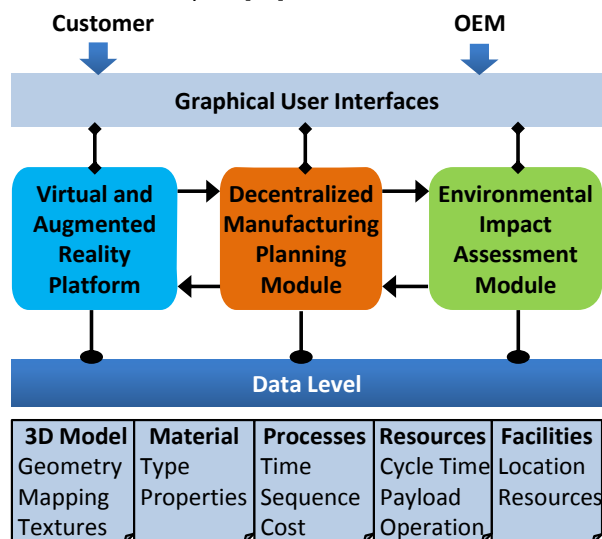 Customer OEM
Graphical User Interfaces
Virtual and
Augmented
Reality
Platform
Decentralized
Manufacturing
Planning
Module
Environmental
Impact
Assessment
Module
Data Level
3D Model
Geometry
Mapping
Textures
Material
Type
Properties
Processes
Time
Sequence
Cost
Resources
Cycle Time
Payload
Operation
Facilities
Location
Resources